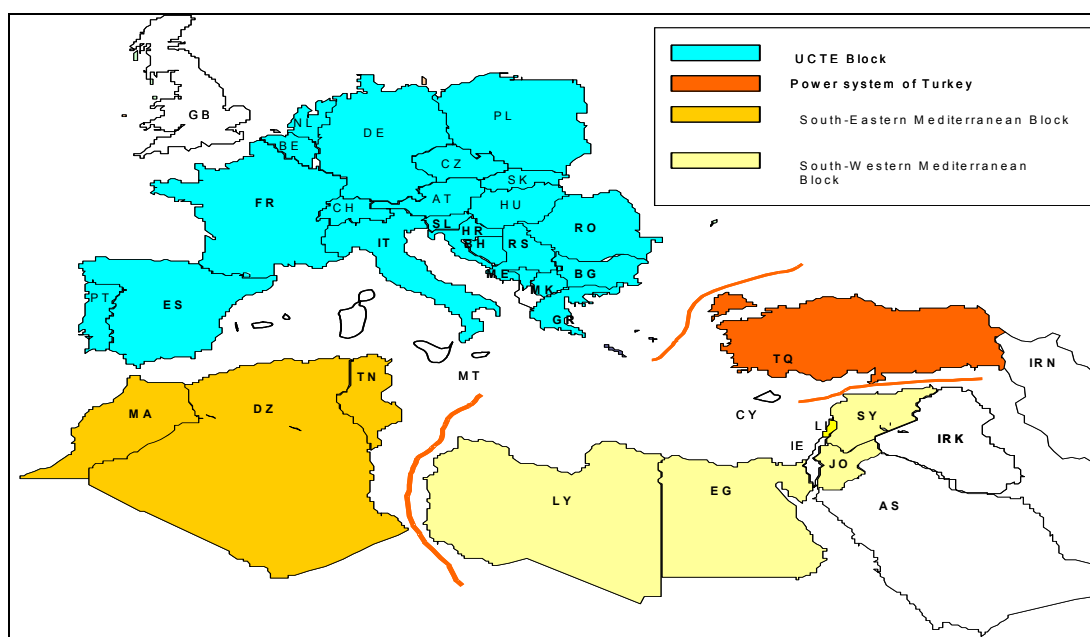 UCTE Block
Power system of Turkey
South-Eastern Mediterranean Block
South-Western Mediterranean
Block
GB
NL
BE
DE
PL
CZ
SK
FR
CH
AT
HU
SL
HR
BH
RS
RO
IT
ME
MK
BG
GR
PT
ES
TQ
IRN
MA
DZ
TN
MT
CY
LI
SY
IE
JO
IRK
LY
EG
AS